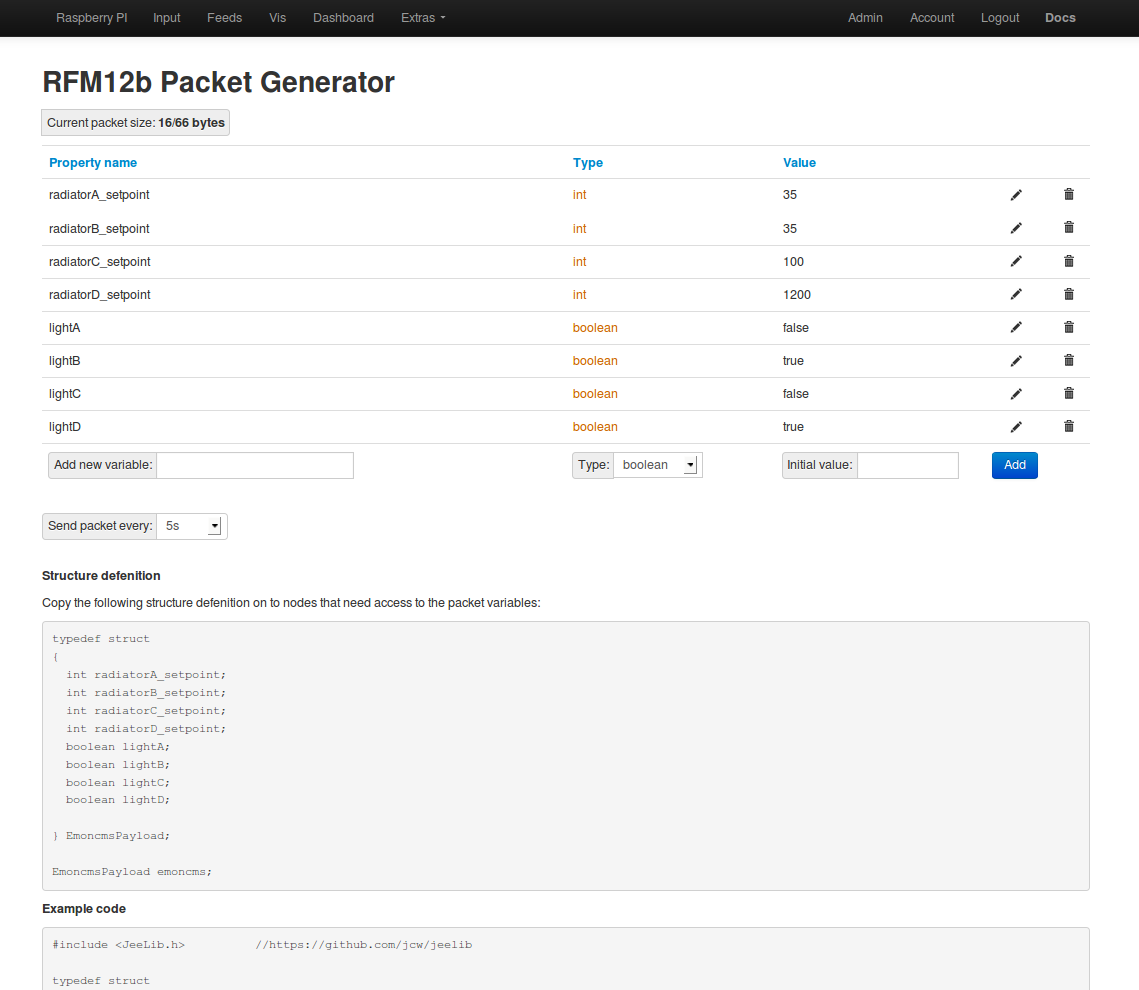 Raspberry PI Input Feeds Vis Dashboard Extras Admin Account Logout Docs
RFM12b Packet Generator
Current packet size: 16/66 bytes
Property name Type Value
radiatorA_setpoint int 35
radiatorB_setpoint int 35
radiatorC_setpoint int 100
radiatorD_setpoint int 1200
lightA boolean false
lightB boolean true
lightC boolean false
lightD boolean true
Add new variable: Type: boolean Initial value: Add
Send packet every: 5s
Structure defenition
Copy the following structure defenition on to nodes that need access to the packet variables:
typedef struct
{
  int radiatorA_setpoint;
  int radiatorB_setpoint;
  int radiatorC_setpoint;
  int radiatorD_setpoint;
  boolean lightA;
  boolean lightB;
  boolean lightC;
  boolean lightD;
} EmoncmsPayload;
EmoncmsPayload emoncms;
Example code
#include <JeeLib.h>          //https://github.com/jcw/jeelib
typedef struct